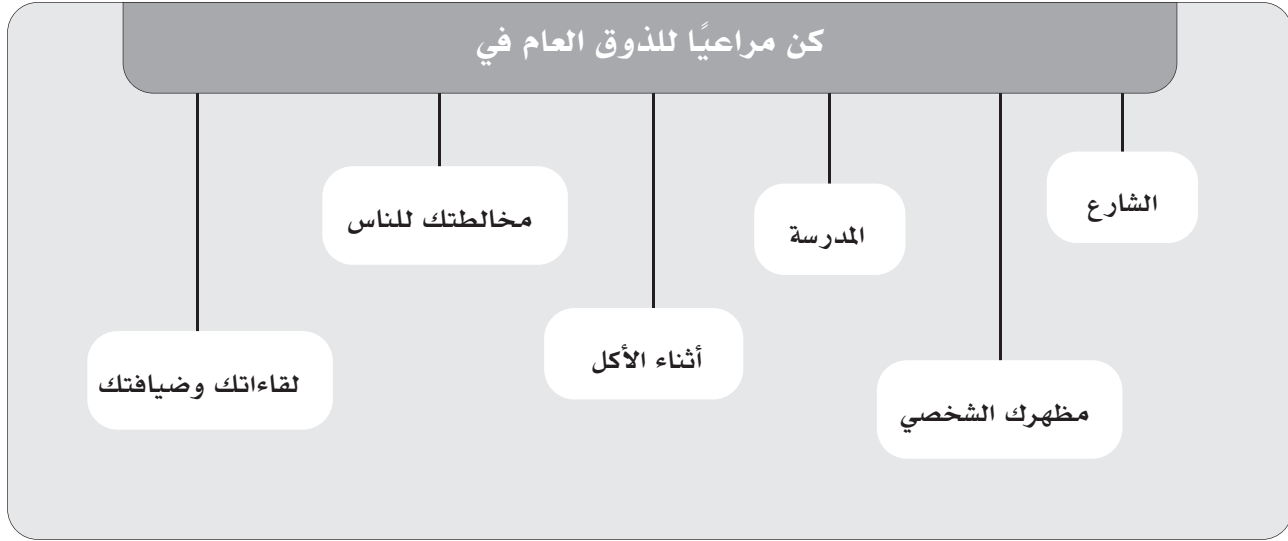 كن مراعيًا للذوق العام في
الشارع
مظهرك الشخصي
المدرسة
أثناء الأكل
مخالطتك للناس
لقاءاتك وضيافتك